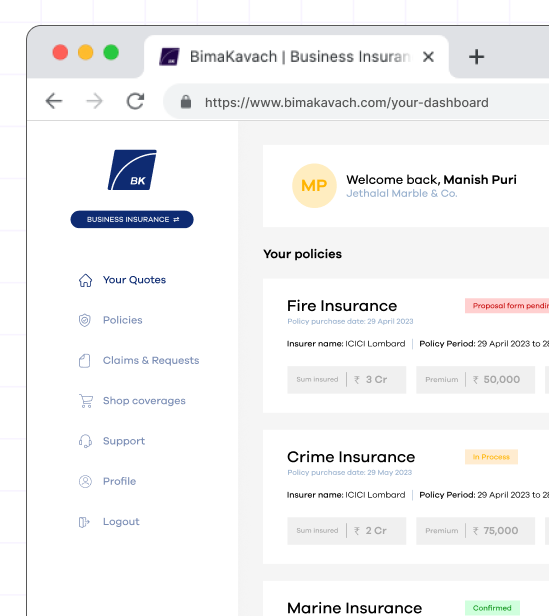 BimaKavach | Business Insuran
https://www.bimakavach.com/your-dashboard
BK
BUSINESS INSURANCE ⇄
Your Quotes
Policies
Claims & Requests
Shop coverages
Support
Profile
Logout
MP
Welcome back, Manish Puri
Jethalal Marble & Co.
Your policies
Fire Insurance
Proposal form pendin
Policy purchase date: 29 April 2023
Insurer name: ICICI Lombard | Policy Period: 29 April 2023 to 28
Sum insured | ₹ 3 Cr
Premium | ₹ 50,000
Crime Insurance
In Process
Policy purchase date: 29 May 2023
Insurer name: ICICI Lombard | Policy Period: 29 April 2023 to 28
Sum insured | ₹ 2 Cr
Premium | ₹ 75,000
Marine Insurance
Confirmed